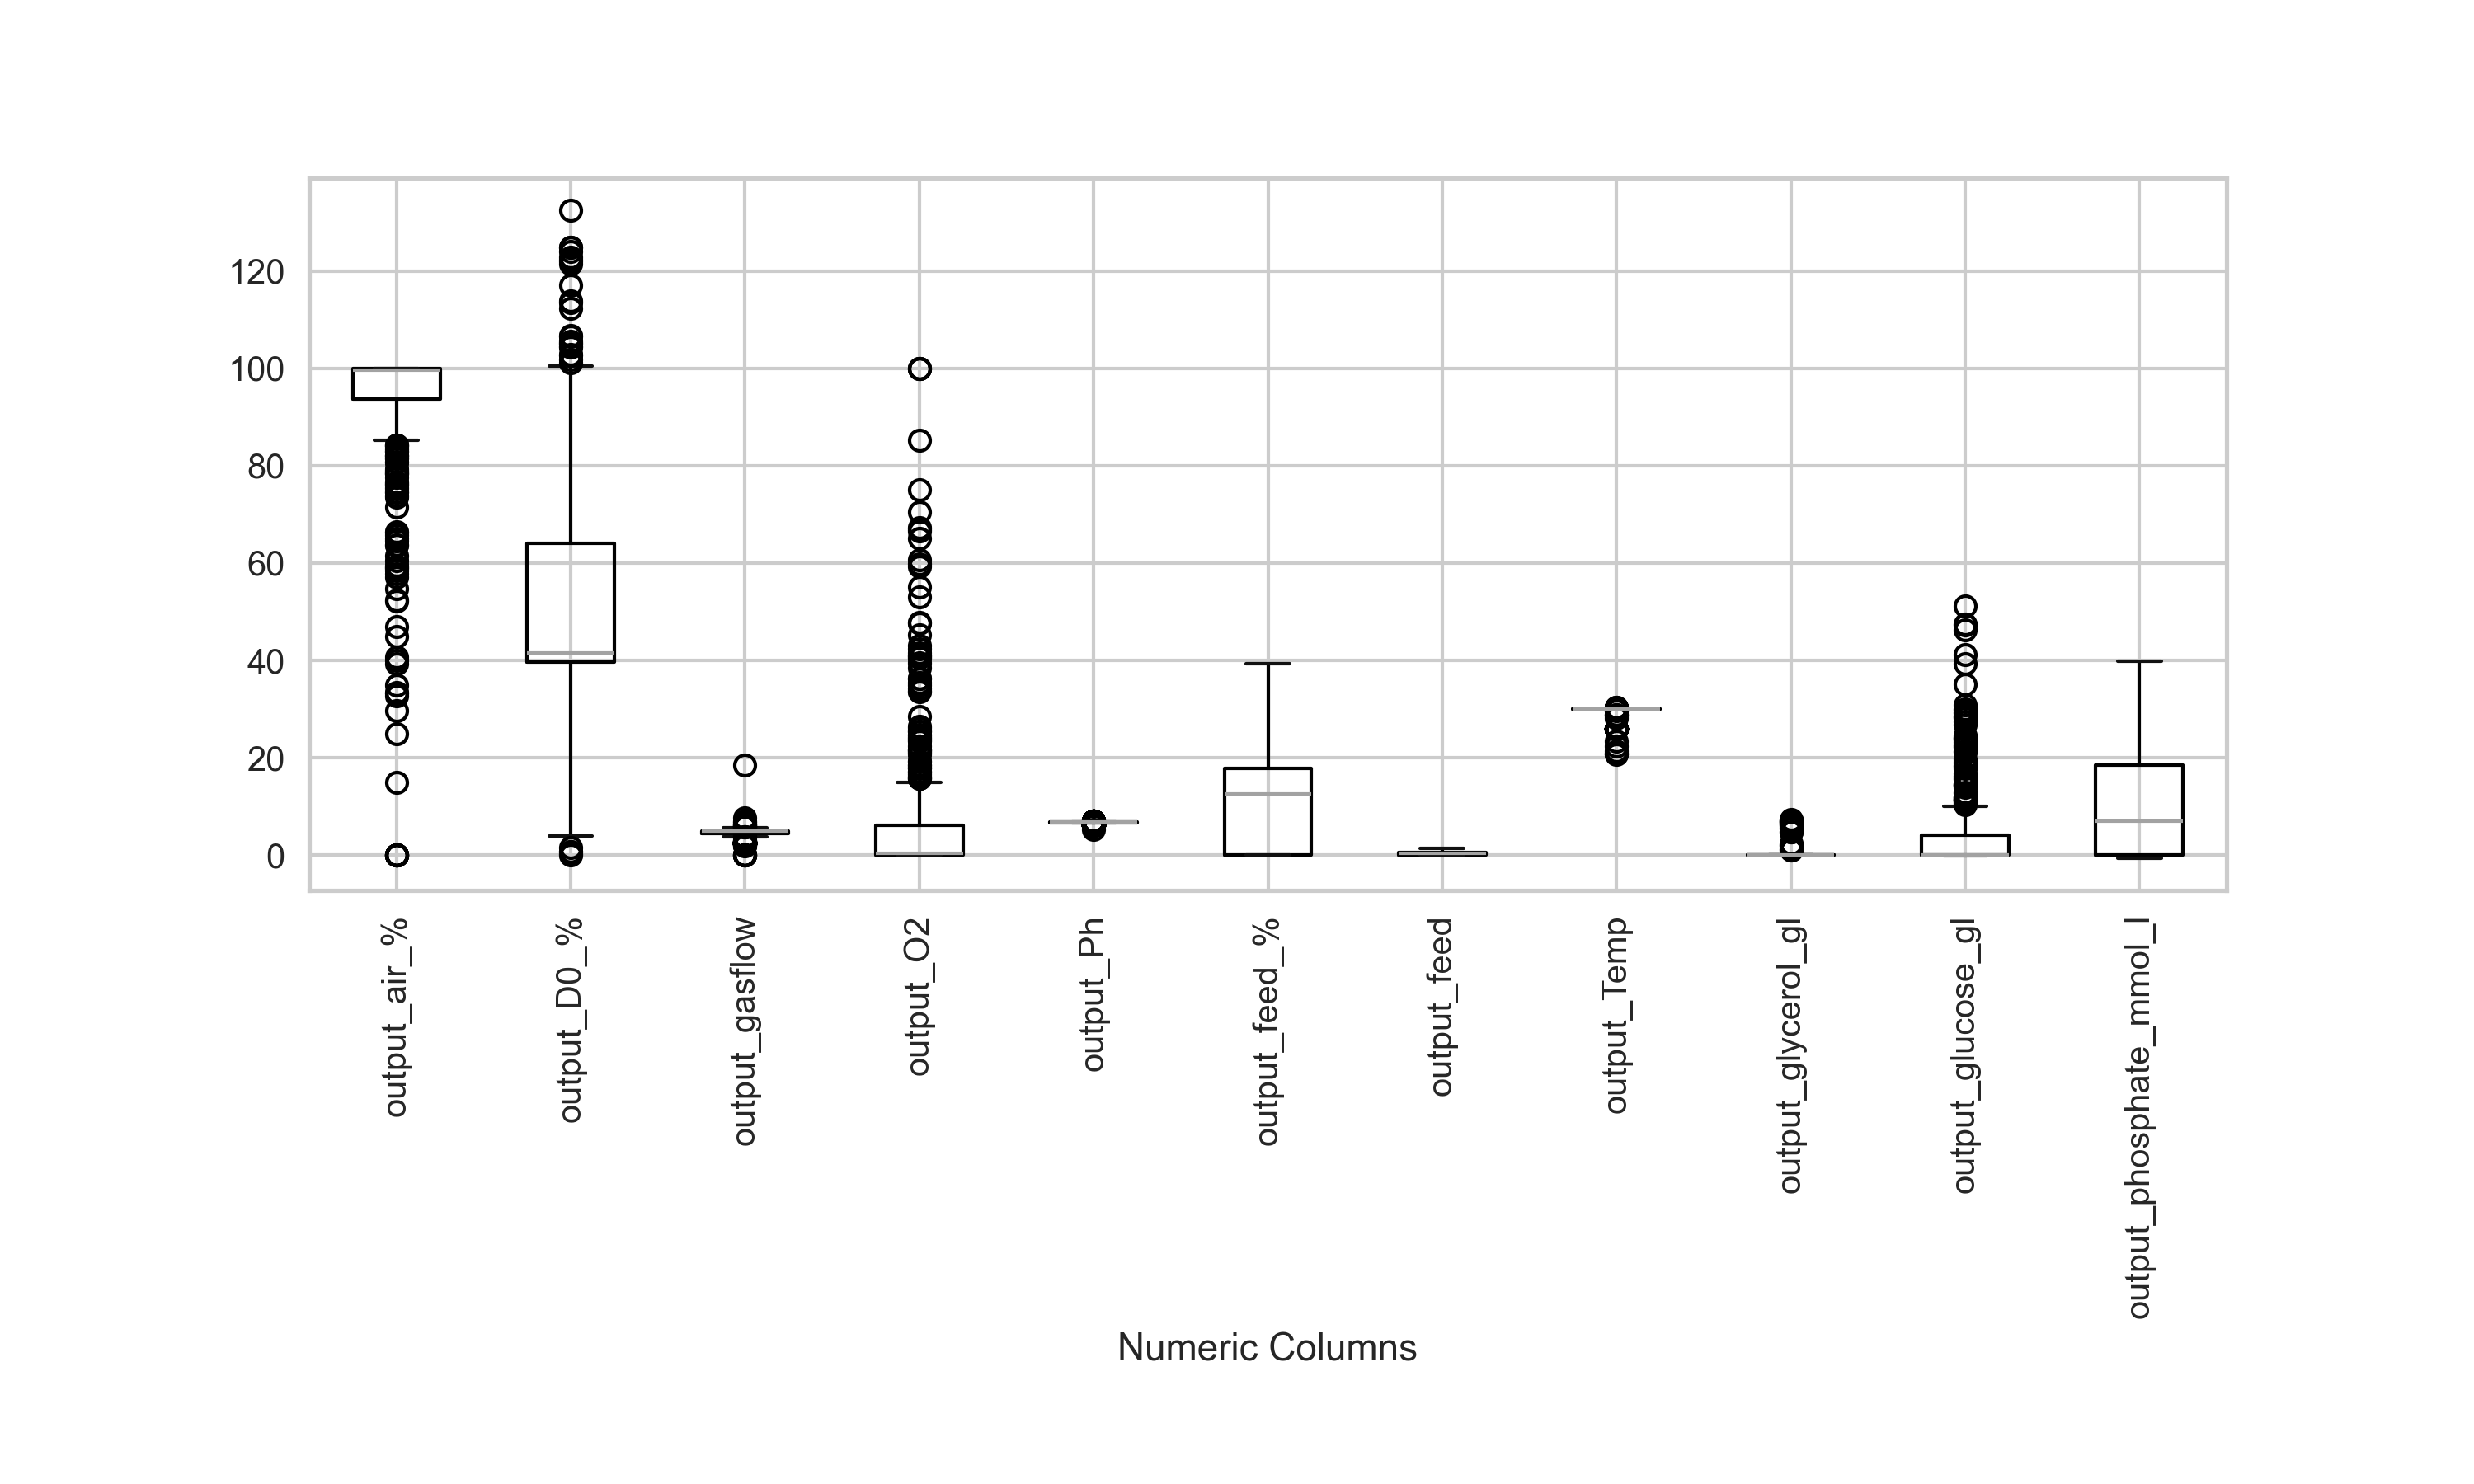 120
100
80
60
40
20
0
output_air_%
output_D0_%
output_gasflow
output_O2
output_Ph
output_feed_%
output_feed
output_Temp
output_glycerol_gl
output_glucose_gl
output_phosphate_mmol_l
Numeric Columns